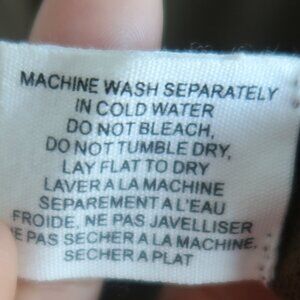 MACHINE WASH SEPARATELY
IN COLD WATER
DO NOT BLEACH,
DO NOT TUMBLE DRY,
LAY FLAT TO DRY
LAVER A LA MACHINE
SEPAREMENT A L'EAU
FROIDE, NE PAS JAVELLISER
NE PAS SECHER A LA MACHINE,
SECHER A PLAT